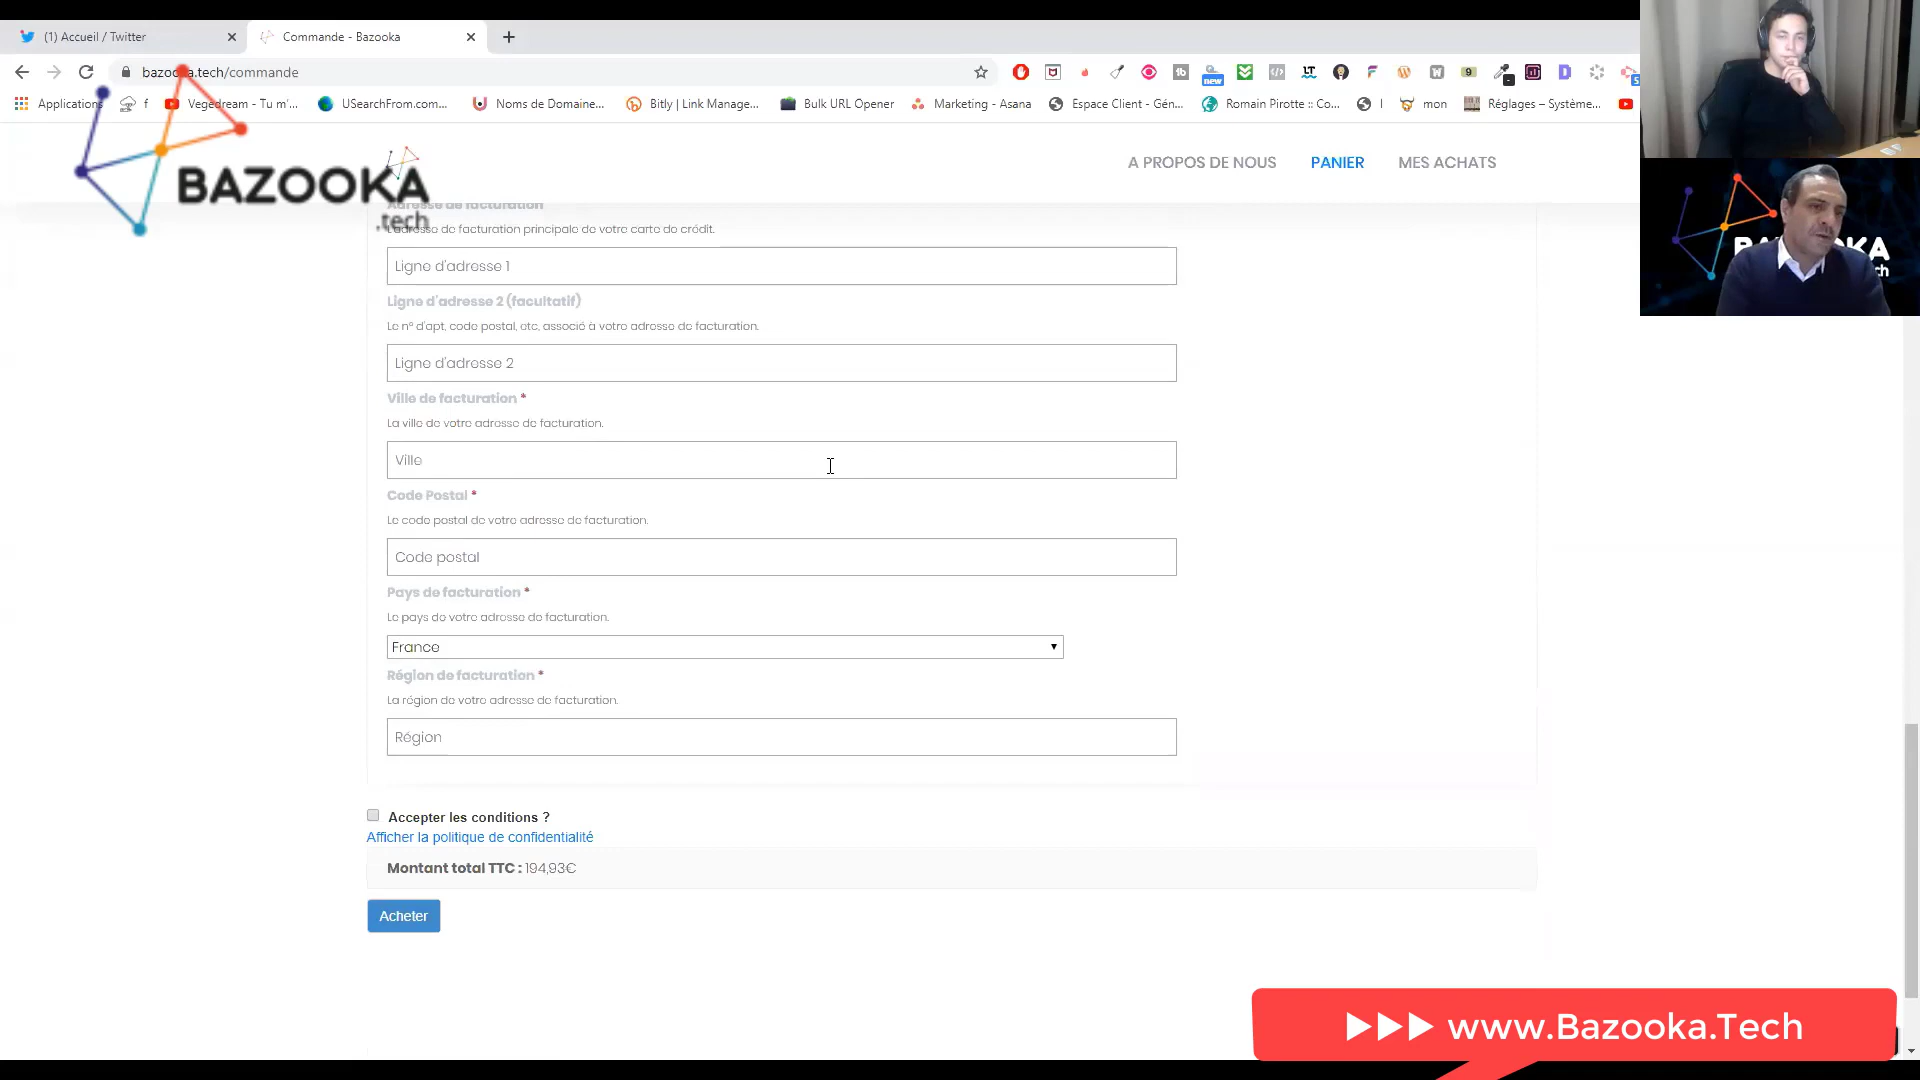 (1) Accueil / Twitter
Commande - Bazooka
bazooka.tech/commande
Applications
f
Vegedream - Tu m'...
USearchFrom.com...
Noms de Domaine...
Bitly | Link Manage...
Bulk URL Opener
Marketing - Asana
Espace Client - Gén...
Romain Pirotte :: Co...
mon
Réglages – Système...
new
BAZOOKA
.tech
A PROPOS DE NOUS
PANIER
MES ACHATS
Adresse de facturation
L'adresse de facturation principale de votre carte de crédit.
Ligne d'adresse 1
Ligne d'adresse 2 (facultatif)
Le n° d'apt, code postal, etc, associé à votre adresse de facturation.
Ligne d'adresse 2
Ville de facturation *
La ville de votre adresse de facturation.
Ville
Code Postal *
Le code postal de votre adresse de facturation.
Code postal
Pays de facturation *
Le pays de votre adresse de facturation.
France
Région de facturation *
La région de votre adresse de facturation.
Région
Accepter les conditions ?
Afficher la politique de confidentialité
Montant total TTC : 194,93€
Acheter
www.Bazooka.Tech